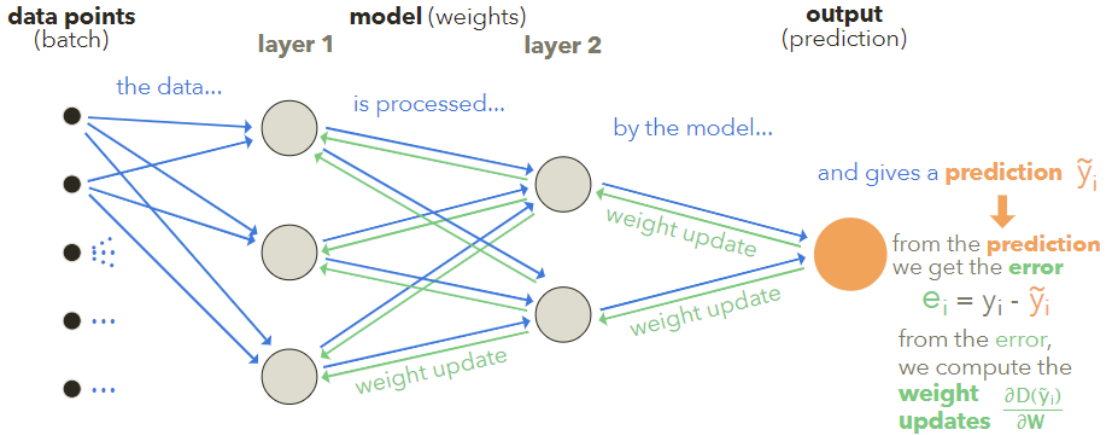 data points
(batch)
model (weights)
output
(prediction)
layer 1
layer 2
the data...
is processed...
by the model...
and gives a prediction ỹi
weight update
weight update
weight update
from the prediction
we get the error
ei = yi - ỹi
from the error,
we compute the
weight
updates ∂D(ỹi)/∂W